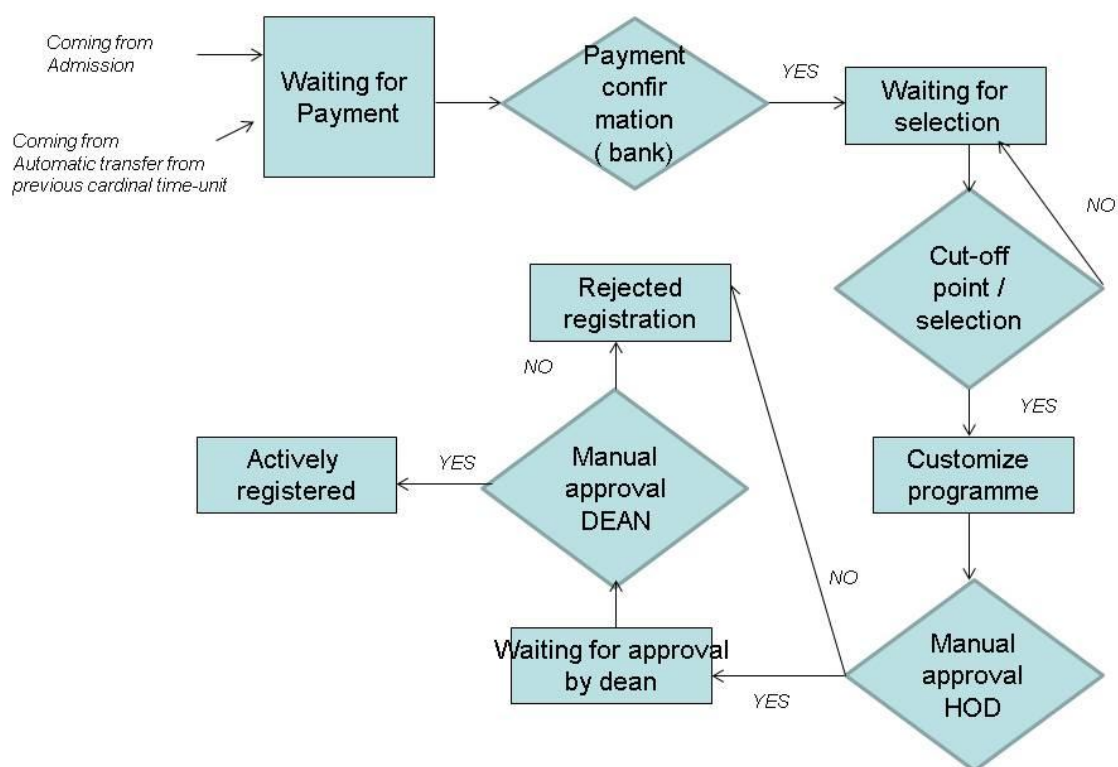 Coming from
Admission
Waiting for
Payment
Coming from
Automatic transfer from
previous cardinal time-unit
Payment
confir
mation
( bank)
YES
Waiting for
selection
NO
Cut-off
point /
selection
YES
Customize
programme
Manual
approval
HOD
NO
YES
Waiting for approval
by dean
Manual
approval
DEAN
NO
Rejected
registration
YES
Actively
registered